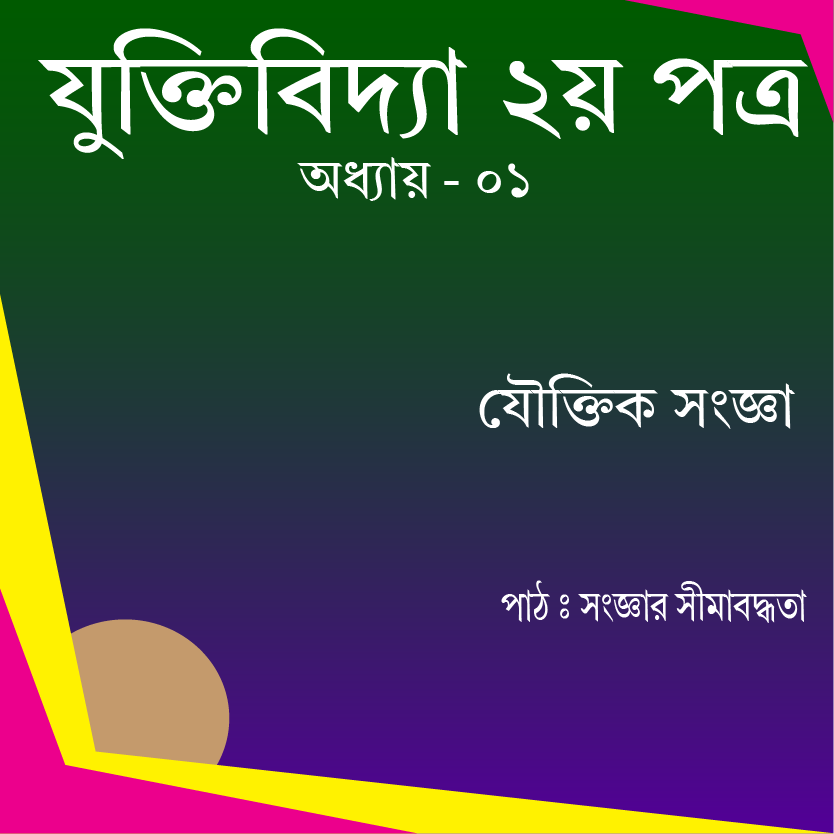 যুক্তিবিদ্যা ২য় পত্র
অধ্যায় - ০১
যৌক্তিক সংজ্ঞা
পাঠ ঃ সংজ্ঞার সীমাবদ্ধতা